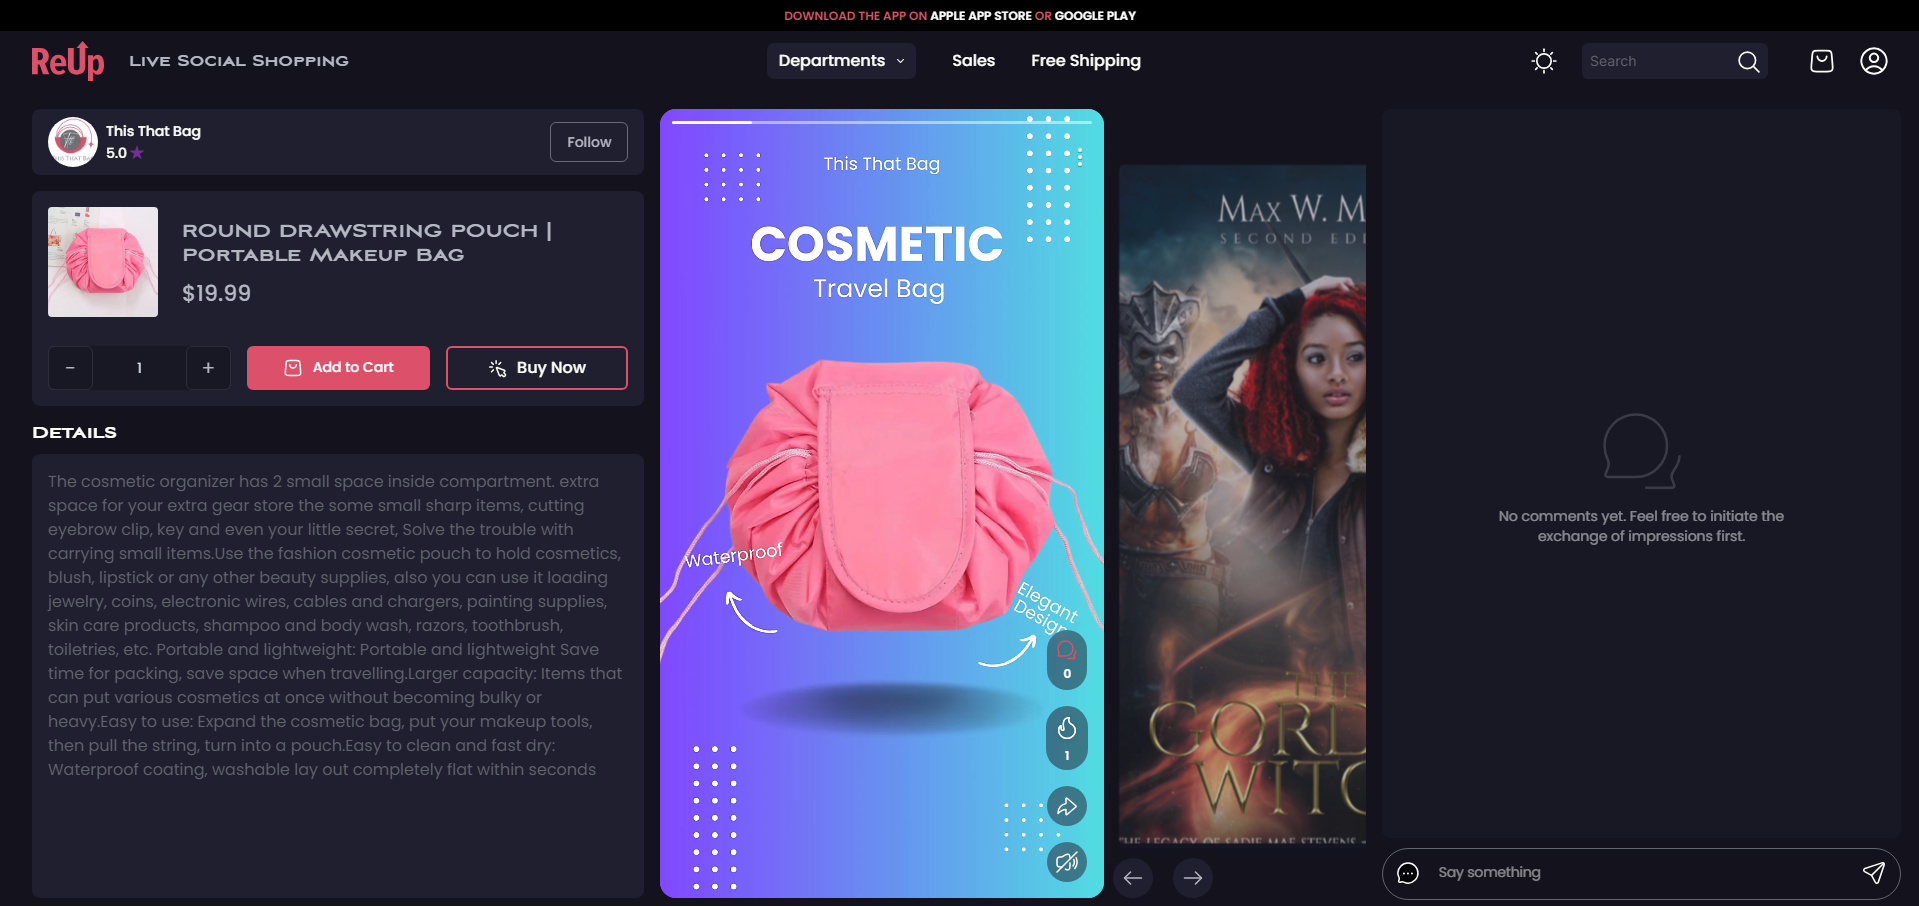 DOWNLOAD THE APP ON APPLE APP STORE OR GOOGLE PLAY
ReUp
Live Social Shopping
Departments
Sales
Free Shipping
Search
This That Bag
5.0
Follow
ROUND DRAWSTRING POUCH |
Portable Makeup Bag
$19.99
-
1
+
Add to Cart
Buy Now
Details
The cosmetic organizer has 2 small space inside compartment. extra
space for your extra gear store the some small sharp items, cutting
eyebrow clip, key and even your little secret, Solve the trouble with
carrying small items.Use the fashion cosmetic pouch to hold cosmetics,
blush, lipstick or any other beauty supplies, also you can use it loading
jewelry, coins, electronic wires, cables and chargers, painting supplies,
skin care products, shampoo and body wash, razors, toothbrush,
toiletries, etc. Portable and lightweight: Portable and lightweight Save
time for packing, save space when travelling.Larger capacity: Items that
can put various cosmetics at once without becoming bulky or
heavy.Easy to use: Expand the cosmetic bag, put your makeup tools,
then pull the string, turn into a pouch.Easy to clean and fast dry:
Waterproof coating, washable lay out completely flat within seconds
This That Bag
COSMETIC
Travel Bag
Waterproof
Elegant
Design
0
1
Max W. M
SECOND EDI
THE
GORD
WITC
THE LEGACY OF SADIE MAE STEVENS
No comments yet. Feel free to initiate the
exchange of impressions first.
Say something